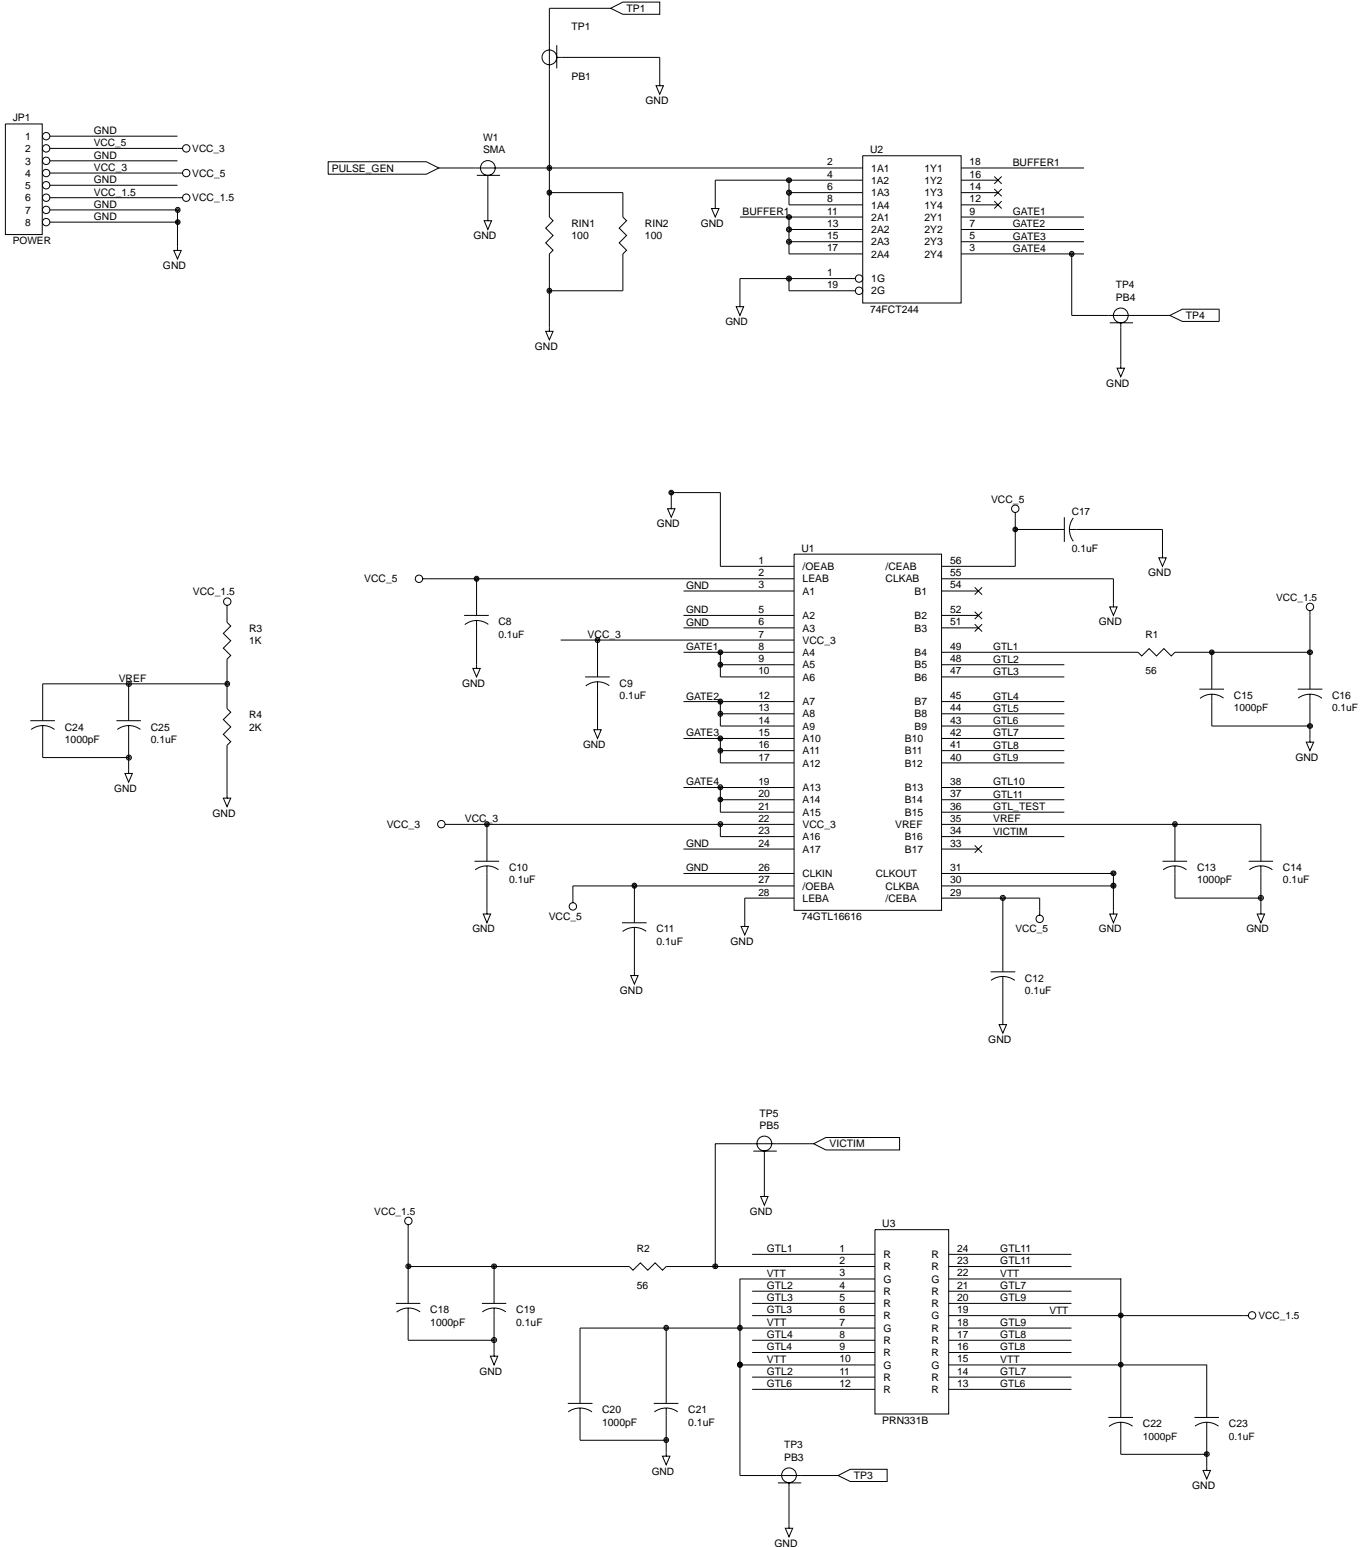 TP1
TP1
PB1
GND
JP1
1 GND
2 VCC_5 VCC_3
3 GND
4 VCC_3 VCC_5
5 GND
6 VCC_1.5 VCC_1.5
7 GND
8 GND
POWER
GND
PULSE_GEN
W1
SMA
GND
RIN1
100
RIN2
100
GND
U2
2 1A1 1Y1 18 BUFFER1
4 1A2 1Y2 16
6 1A3 1Y3 14
8 1A4 1Y4 12
BUFFER1 11 2A1 2Y1 9 GATE1
13 2A2 2Y2 7 GATE2
15 2A3 2Y3 5 GATE3
17 2A4 2Y4 3 GATE4
1 1G
19 2G
74FCT244
GND
GND
TP4
PB4
TP4
GND
GND
VCC_5
C17
0.1uF
GND
U1
1 /OEAB /CEAB 56
VCC_5 2 LEAB CLKAB 55
GND 3 A1 B1 54
GND 5 A2 B2 52
GND 6 A3 B3 51
VCC_3 7 VCC_3
GATE1 8 A4 B4 49 GTL1
9 A5 B5 48 GTL2
10 A6 B6 47 GTL3
GATE2 12 A7 B7 45 GTL4
13 A8 B8 44 GTL5
14 A9 B9 43 GTL6
GATE3 15 A10 B10 42 GTL7
16 A11 B11 41 GTL8
17 A12 B12 40 GTL9
GATE4 19 A13 B13 38 GTL10
20 A14 B14 37 GTL11
21 A15 B15 36 GTL_TEST
VCC_3 VCC_3 22 VCC_3 VREF 35 VREF
23 A16 B16 34 VICTIM
GND 24 A17 B17 33
GND 26 CLKIN CLKOUT 31
27 /OEBA CLKBA 30
28 LEBA /CEBA 29
74GTL16616
C8
0.1uF
GND
C9
0.1uF
GND
GND
R1
56
VCC_1.5
C15
1000pF
C16
0.1uF
GND
VCC_1.5
R3
1K
VREF
R4
2K
C24
1000pF
C25
0.1uF
GND
GND
C10
0.1uF
GND
VCC_5
C11
0.1uF
GND
GND
C13
1000pF
C14
0.1uF
GND
GND
VCC_5
C12
0.1uF
GND
TP5
PB5
VICTIM
GND
VCC_1.5
R2
56
C18
1000pF
C19
0.1uF
GND
U3
GTL1 1 R R 24 GTL11
2 R R 23 GTL11
VTT 3 G G 22 VTT
GTL2 4 R R 21 GTL7
GTL3 5 R R 20 GTL9
GTL3 6 R G 19 VTT VCC_1.5
VTT 7 G R 18 GTL9
GTL4 8 R R 17 GTL8
GTL4 9 R R 16 GTL8
VTT 10 G G 15 VTT
GTL2 11 R R 14 GTL7
GTL6 12 R R 13 GTL6
PRN331B
C20
1000pF
C21
0.1uF
GND
C22
1000pF
C23
0.1uF
GND
TP3
PB3
TP3
GND